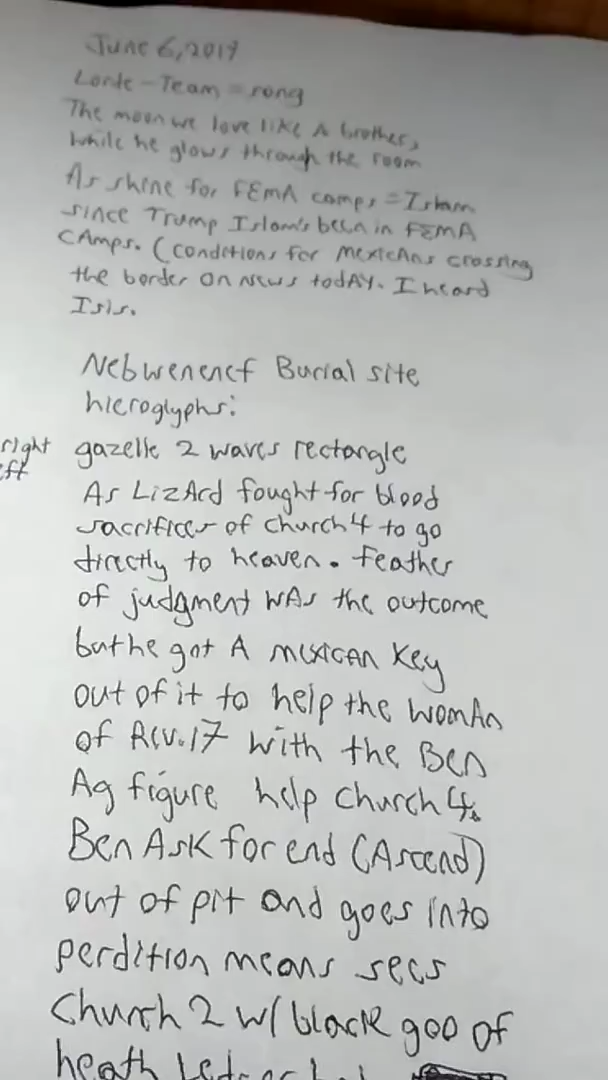 June 6, 2019
Lorde - Team = song
The moon we love like A brother,
while he glows through the room
As shine for FEMA camps = Islam
since Trump Islam's been in FEMA
CAmps. (conditions for MexicAns crossing
the border on News todAy. I heard
Isis.
Nebwenenef Burial site
hieroglyphs:
right gazelle 2 waves rectangle
As LizArd fought for blood
sacrifices of church 4 to go
directly to heaven. Feather
of judgment wAs the outcome
but he got A mexicAn Key
out of it to help the womAn
of Rev. 17 with the Ben
Ag figure help church 4.
Ben Ask for end (Ascend)
out of pit and goes into
perdition means sees
Church 2 w/ black goo of
heath